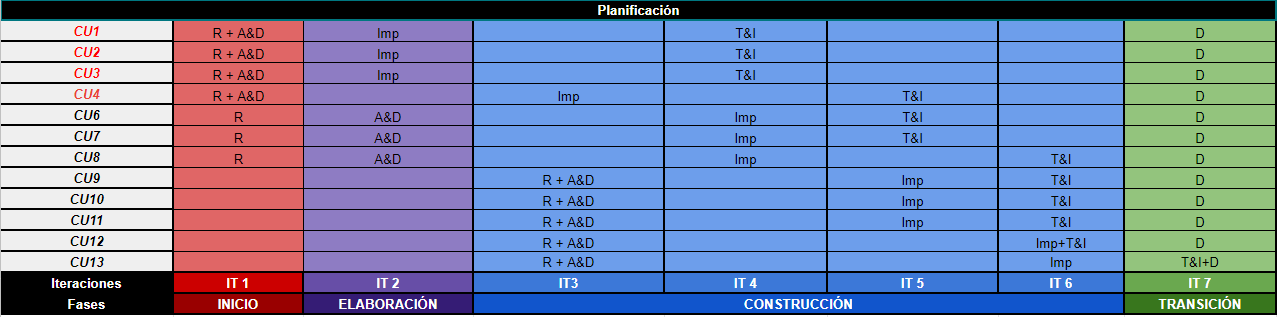 Planificación
CU1 R + A&D Imp T&I D
CU2 R + A&D Imp T&I D
CU3 R + A&D Imp T&I D
CU4 R + A&D Imp T&I D
CU6 R A&D Imp T&I D
CU7 R A&D Imp T&I D
CU8 R A&D Imp T&I D
CU9 R + A&D Imp T&I D
CU10 R + A&D Imp T&I D
CU11 R + A&D Imp T&I D
CU12 R + A&D Imp+T&I D
CU13 R + A&D Imp T&I+D
Iteraciones IT 1 IT 2 IT3 IT 4 IT 5 IT 6 IT 7
Fases INICIO ELABORACIÓN CONSTRUCCIÓN TRANSICIÓN